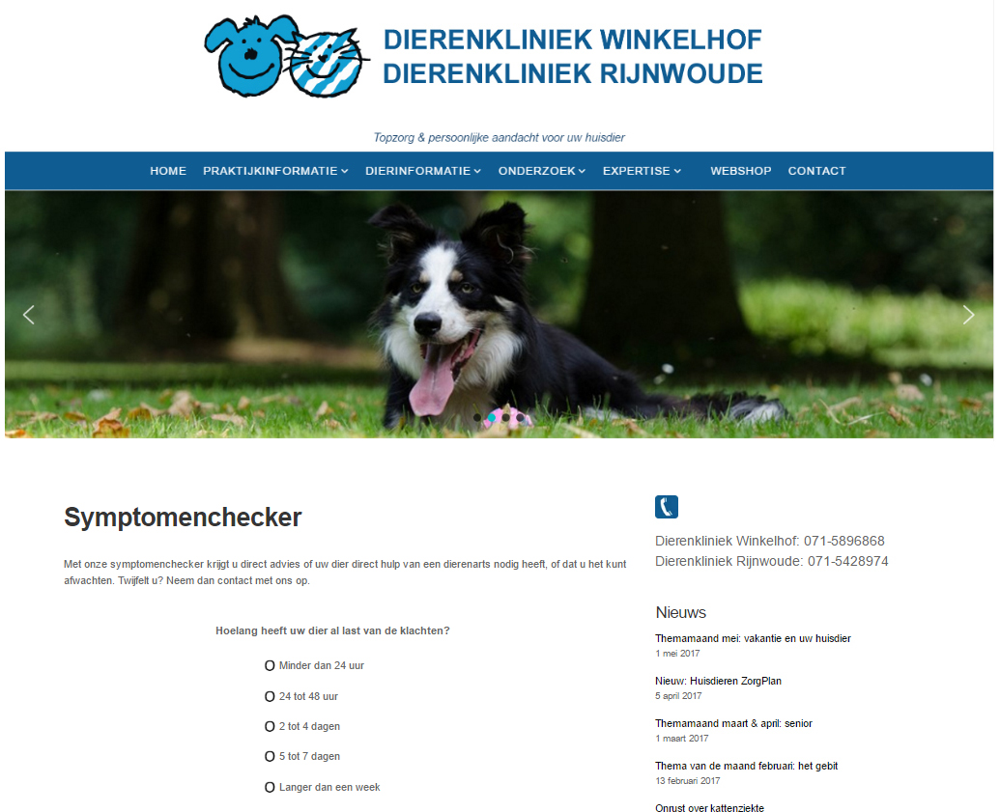 DIERENKLINIEK WINKELHOF
DIERENKLINIEK RIJNWOUDE
Topzorg & persoonlijke aandacht voor uw huisdier
HOME PRAKTIJKINFORMATIE DIERINFORMATIE ONDERZOEK EXPERTISE WEBSHOP CONTACT
Symptomenchecker
Met onze symptomenchecker krijgt u direct advies of uw dier direct hulp van een dierenarts nodig heeft, of dat u het kunt
afwachten. Twijfelt u? Neem dan contact met ons op.
Hoelang heeft uw dier al last van de klachten?
O Minder dan 24 uur
O 24 tot 48 uur
O 2 tot 4 dagen
O 5 tot 7 dagen
O Langer dan een week
Dierenkliniek Winkelhof: 071-5896868
Dierenkliniek Rijnwoude: 071-5428974
Nieuws
Themamaand mei: vakantie en uw huisdier
1 mei 2017
Nieuw: Huisdieren ZorgPlan
5 april 2017
Themamaand maart & april: senior
1 maart 2017
Thema van de maand februari: het gebit
13 februari 2017
Onrust over kattenziekte